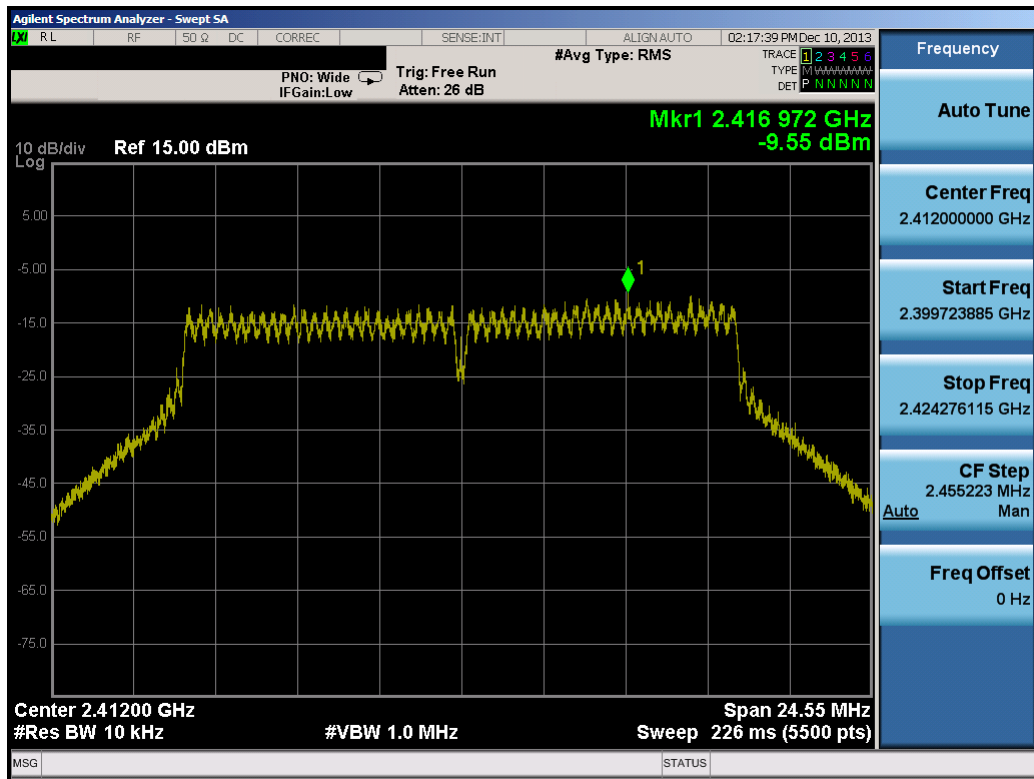 Agilent Spectrum Analyzer - Swept SA
LXI RL RF 50 Ω DC CORREC SENSE:INT ALIGN AUTO 02:17:39 PM Dec 10, 2013
Frequency
#Avg Type: RMS
TRACE 1 2 3 4 5 6
PNO: Wide Trig: Free Run
TYPE M WWWWW
IFGain:Low Atten: 26 dB
DET P N N N N N
Auto Tune
Mkr1 2.416 972 GHz
-9.55 dBm
10 dB/div Ref 15.00 dBm
Log
5.00
-5.00
-15.0
-25.0
-35.0
-45.0
-55.0
-65.0
-75.0
1
Center Freq
2.412000000 GHz
Start Freq
2.399723885 GHz
Stop Freq
2.424276115 GHz
CF Step
2.455223 MHz
Auto Man
Freq Offset
0 Hz
Center 2.41200 GHz Span 24.55 MHz
#Res BW 10 kHz #VBW 1.0 MHz Sweep 226 ms (5500 pts)
MSG STATUS